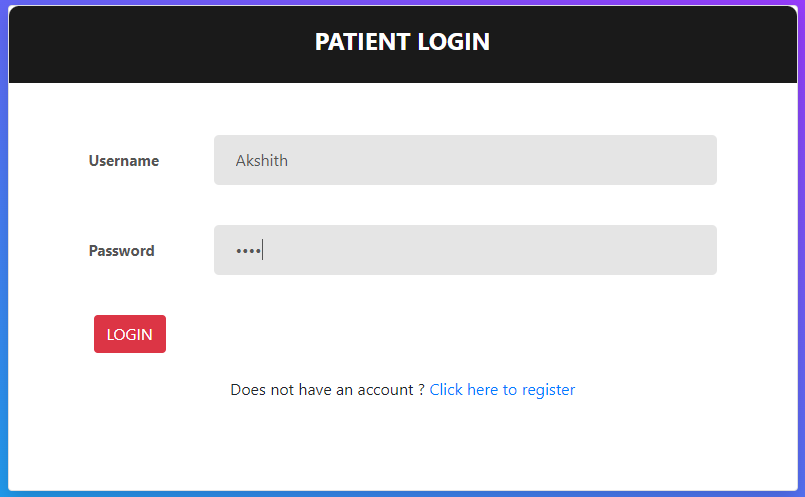 PATIENT LOGIN
Username Akshith
Password ••••
LOGIN
Does not have an account ? Click here to register